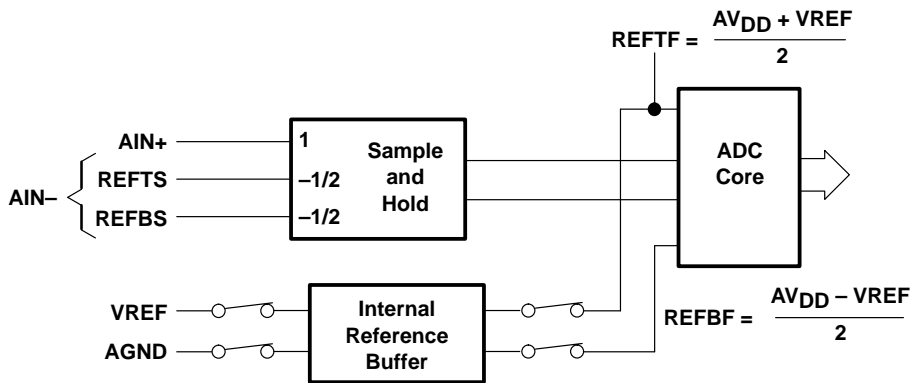 REFTF = AVDD + VREF
2
AIN+
1
Sample
and
Hold
ADC
Core
AIN–
REFTS
–1/2
REFBS
–1/2
VREF
AGND
Internal
Reference
Buffer
REFBF = AVDD – VREF
2